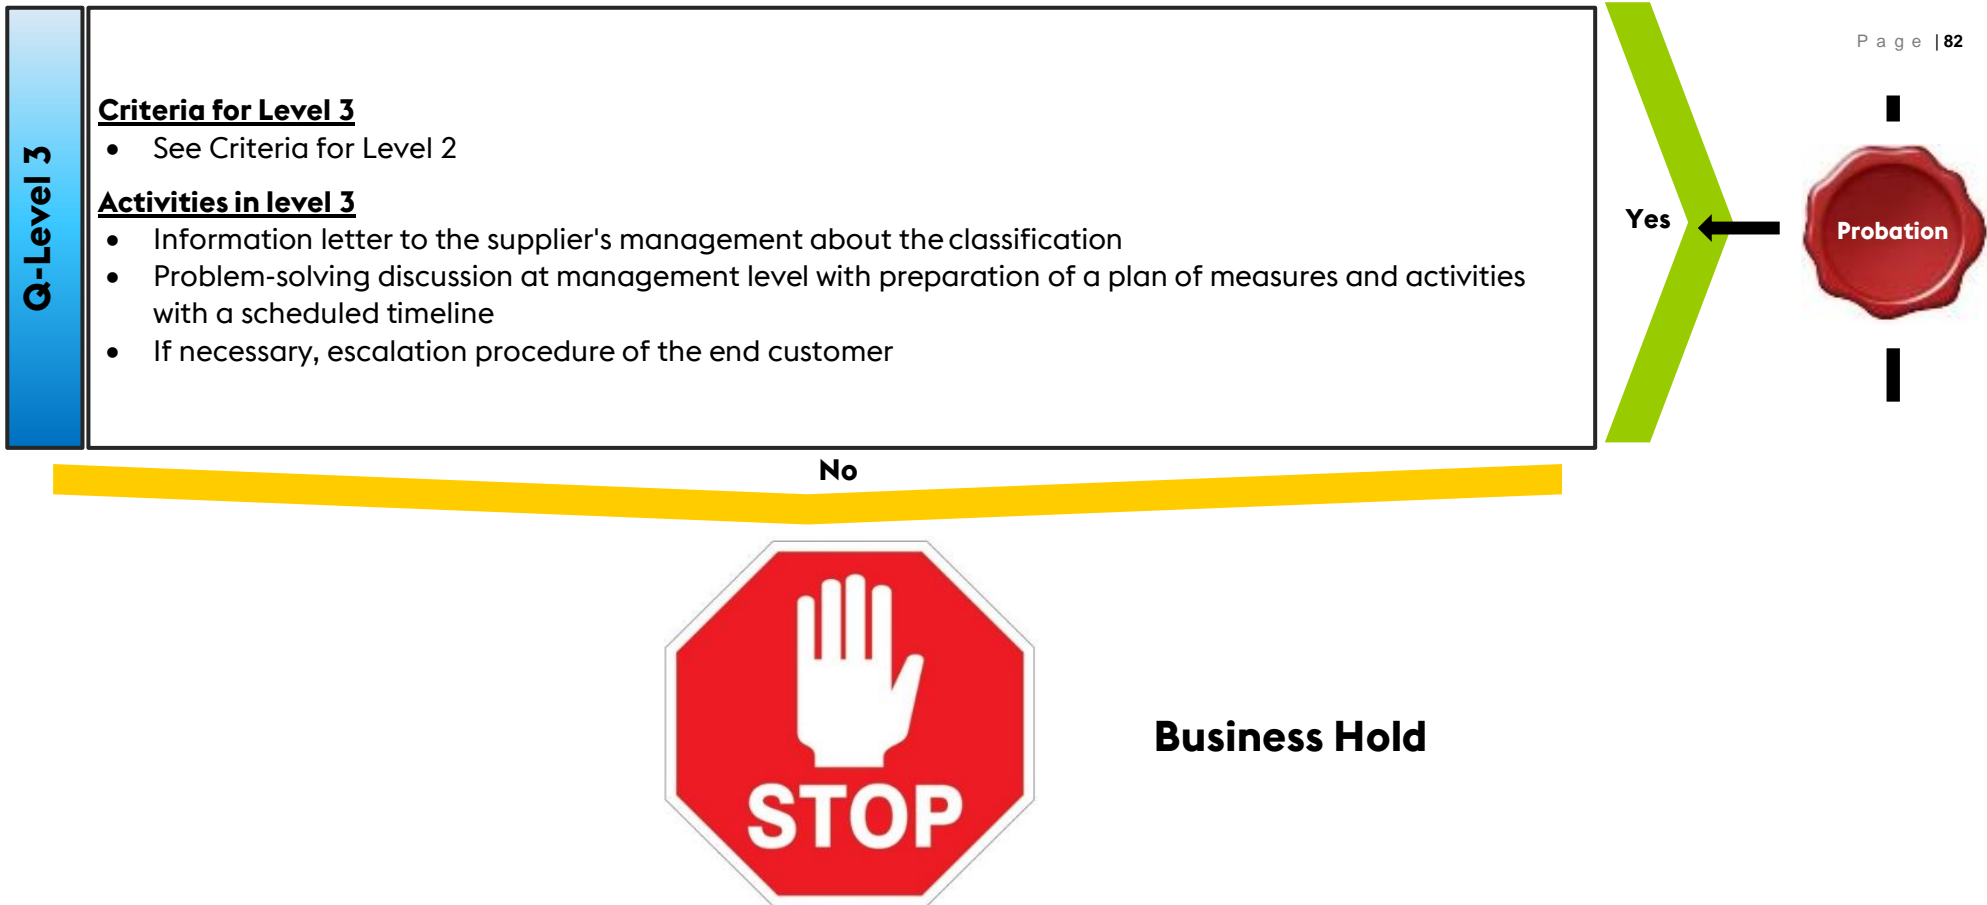 Page | 82
Q-Level 3
Criteria for Level 3
• See Criteria for Level 2
Activities in level 3
• Information letter to the supplier's management about the classification
• Problem-solving discussion at management level with preparation of a plan of measures and activities
with a scheduled timeline
• If necessary, escalation procedure of the end customer
Yes
Probation
No
STOP
Business Hold